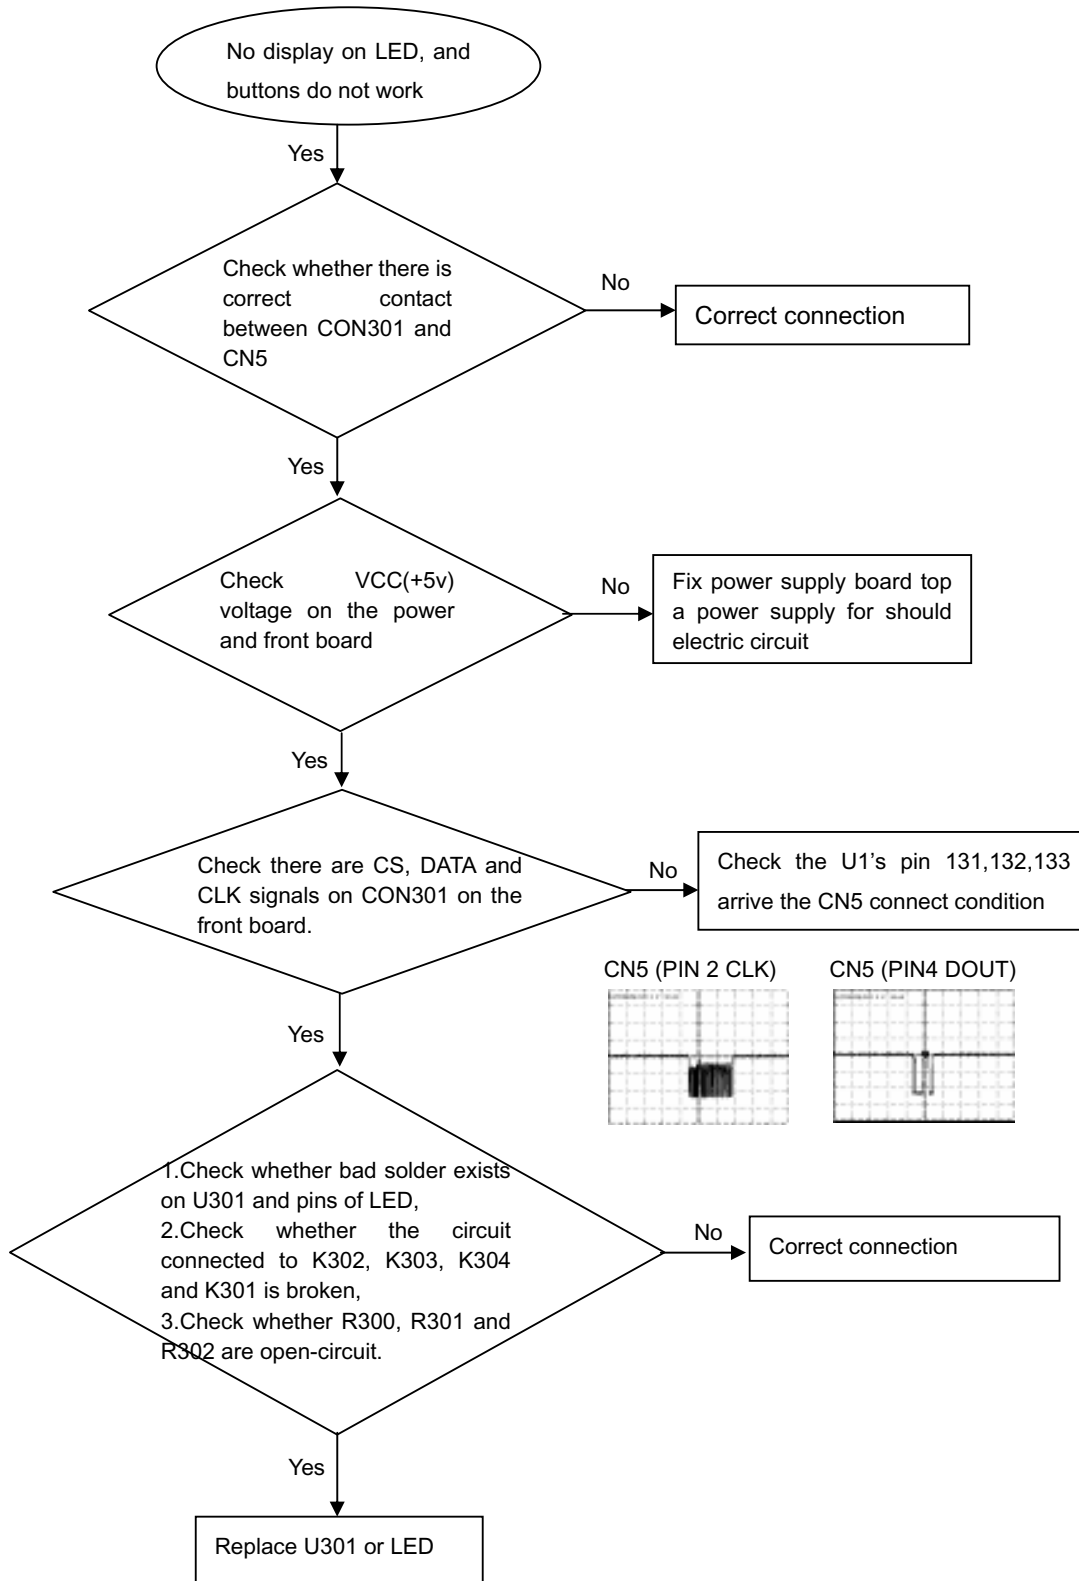 No display on LED, and
buttons do not work
Yes
Check whether there is
correct contact
between CON301 and
CN5
No
Correct connection
Yes
Check VCC(+5v)
voltage on the power
and front board
No
Fix power supply board top
a power supply for should
electric circuit
Yes
Check there are CS, DATA and
CLK signals on CON301 on the
front board.
No
Check the U1's pin 131,132,133
arrive the CN5 connect condition
CN5 (PIN 2 CLK)
CN5 (PIN4 DOUT)
Yes
1.Check whether bad solder exists
on U301 and pins of LED,
2.Check whether the circuit
connected to K302, K303, K304
and K301 is broken,
3.Check whether R300, R301 and
R302 are open-circuit.
No
Correct connection
Yes
Replace U301 or LED